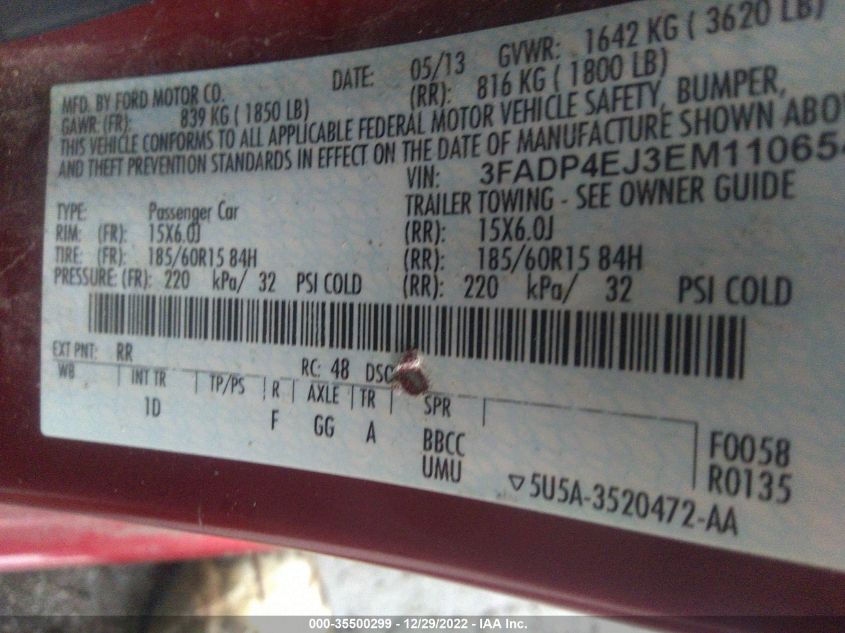 MFD. BY FORD MOTOR CO. DATE: 05/13 GVWR: 1642 KG ( 3620 LB)
GAWR: (FR): 839 KG ( 1850 LB) (RR): 816 KG ( 1800 LB)
THIS VEHICLE CONFORMS TO ALL APPLICABLE FEDERAL MOTOR VEHICLE SAFETY, BUMPER,
AND THEFT PREVENTION STANDARDS IN EFFECT ON THE DATE OF MANUFACTURE SHOWN ABO
VIN: 3FADP4EJ3EM110654
TRAILER TOWING - SEE OWNER GUIDE
TYPE: Passenger Car
RIM: (FR): 15X6.0J (RR): 15X6.0J
TIRE: (FR): 185/60R15 84H (RR): 185/60R15 84H
PRESSURE: (FR): 220 kPa/ 32 PSI COLD (RR): 220 kPa/ 32 PSI COLD
EXT PNT: RR RC: 48 DSC
WB INT TR TP/PS R AXLE TR SPR
1D F GG A BBCC F0058
UMU R0135
▽5U5A-3520472-AA
000-35500299 - 12/29/2022 - IAA Inc.